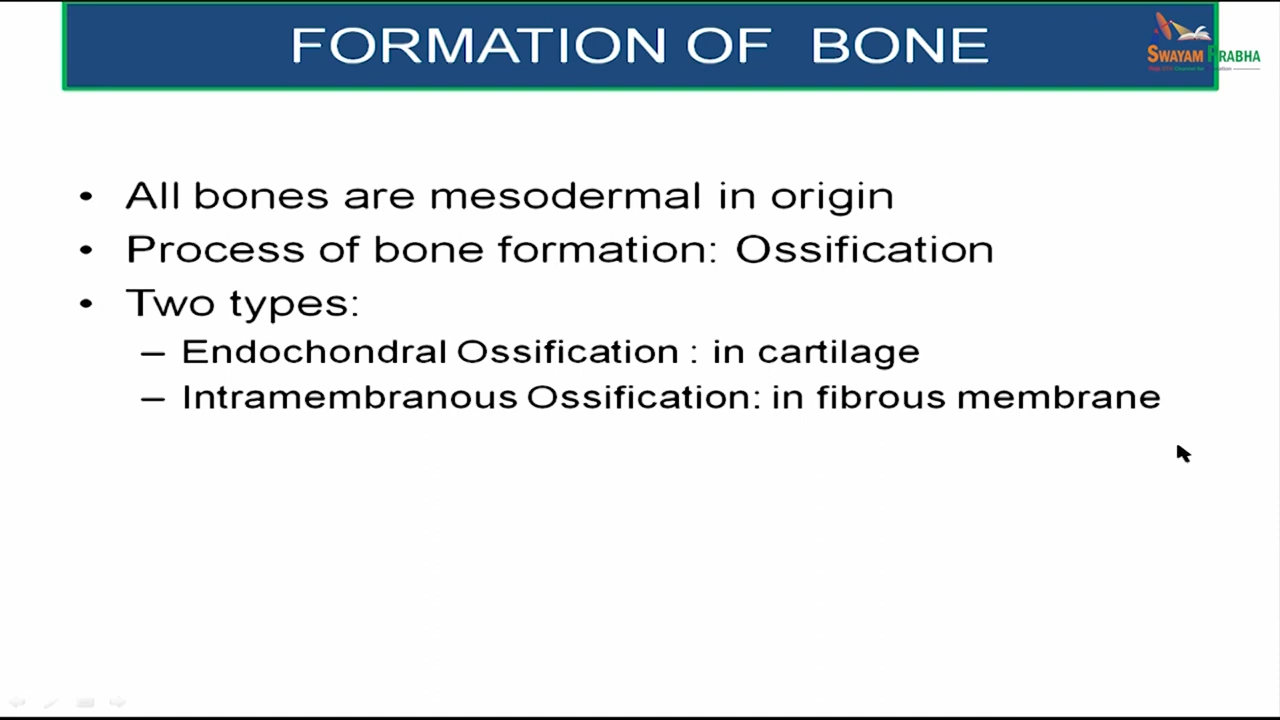 FORMATION OF BONE
SWAYAM PRABHA
• All bones are mesodermal in origin
• Process of bone formation: Ossification
• Two types:
– Endochondral Ossification : in cartilage
– Intramembranous Ossification: in fibrous membrane